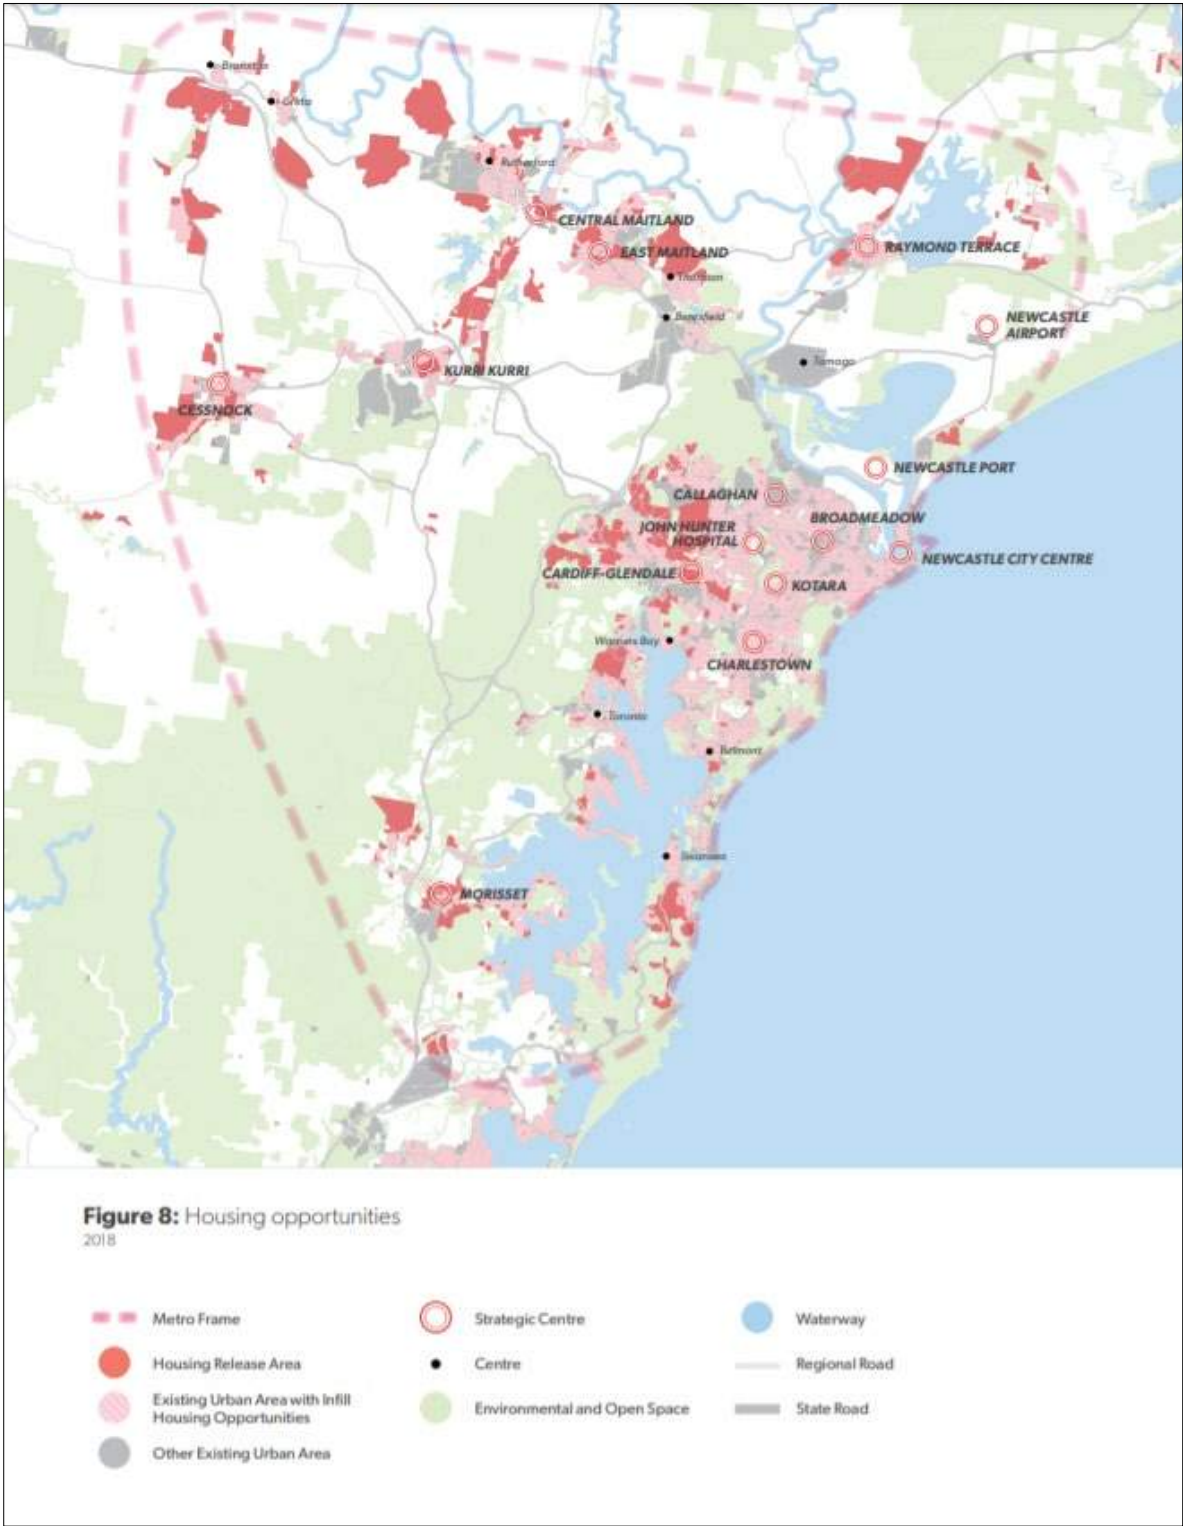 Branxton
Greta
Rutherford
CENTRAL MAITLAND
EAST MAITLAND
RAYMOND TERRACE
Thornton
NEWCASTLE
AIRPORT
Beresfield
Tomago
KURRI KURRI
CESSNOCK
NEWCASTLE PORT
CALLAGHAN
BROADMEADOW
JOHN HUNTER
HOSPITAL
NEWCASTLE CITY CENTRE
CARDIFF-GLENDALE
KOTARA
Warners Bay
CHARLESTOWN
Toronto
Belmont
Swansea
MORISSET
Figure 8: Housing opportunities
2018
Metro Frame
Housing Release Area
Existing Urban Area with Infill
Housing Opportunities
Other Existing Urban Area
Strategic Centre
Centre
Environmental and Open Space
Waterway
Regional Road
State Road